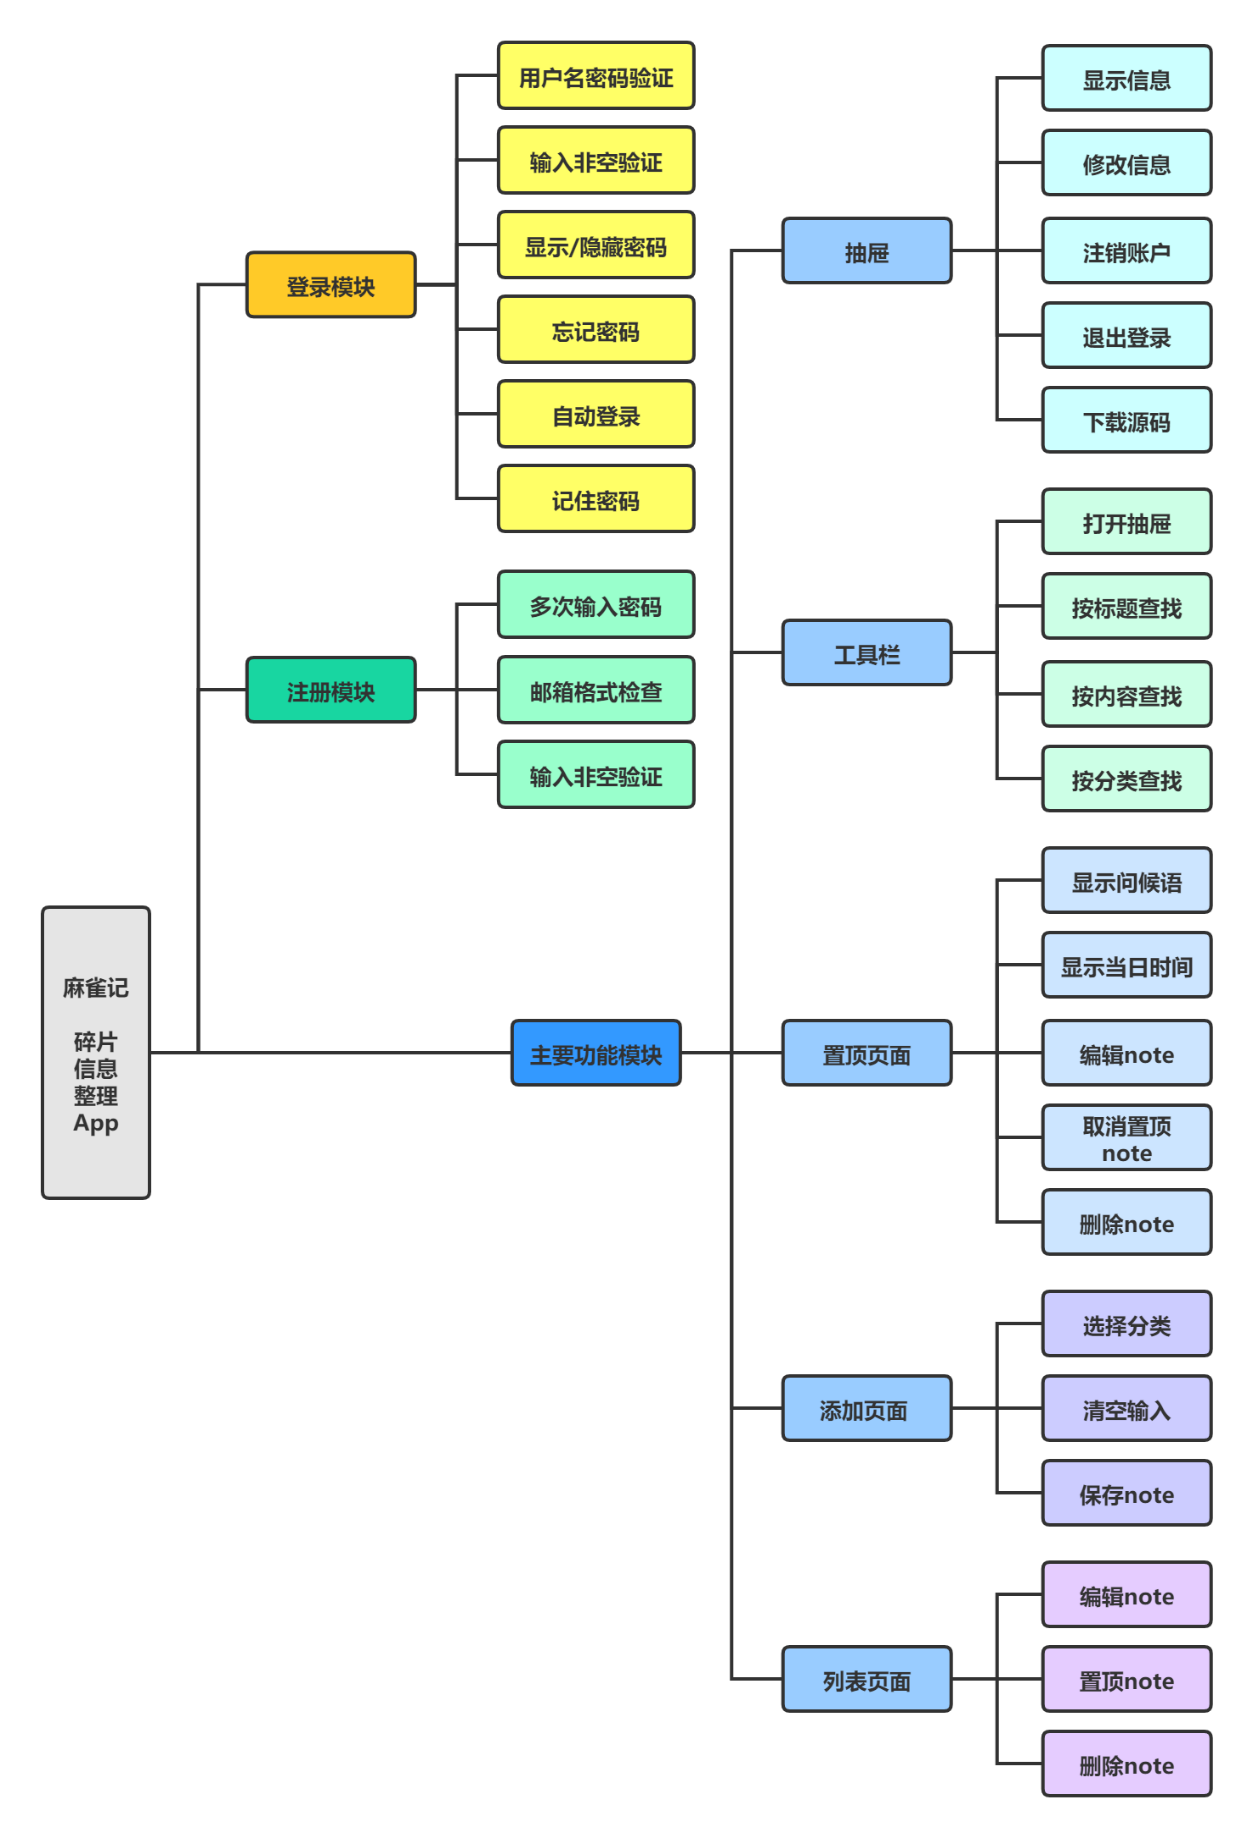 麻雀记
碎片
信息
整理
App
登录模块
用户名密码验证
输入非空验证
显示/隐藏密码
忘记密码
自动登录
记住密码
注册模块
多次输入密码
邮箱格式检查
输入非空验证
主要功能模块
抽屉
显示信息
修改信息
注销账户
退出登录
下载源码
工具栏
打开抽屉
按标题查找
按内容查找
按分类查找
置顶页面
显示问候语
显示当日时间
编辑note
取消置顶
note
删除note
添加页面
选择分类
清空输入
保存note
列表页面
编辑note
置顶note
删除note